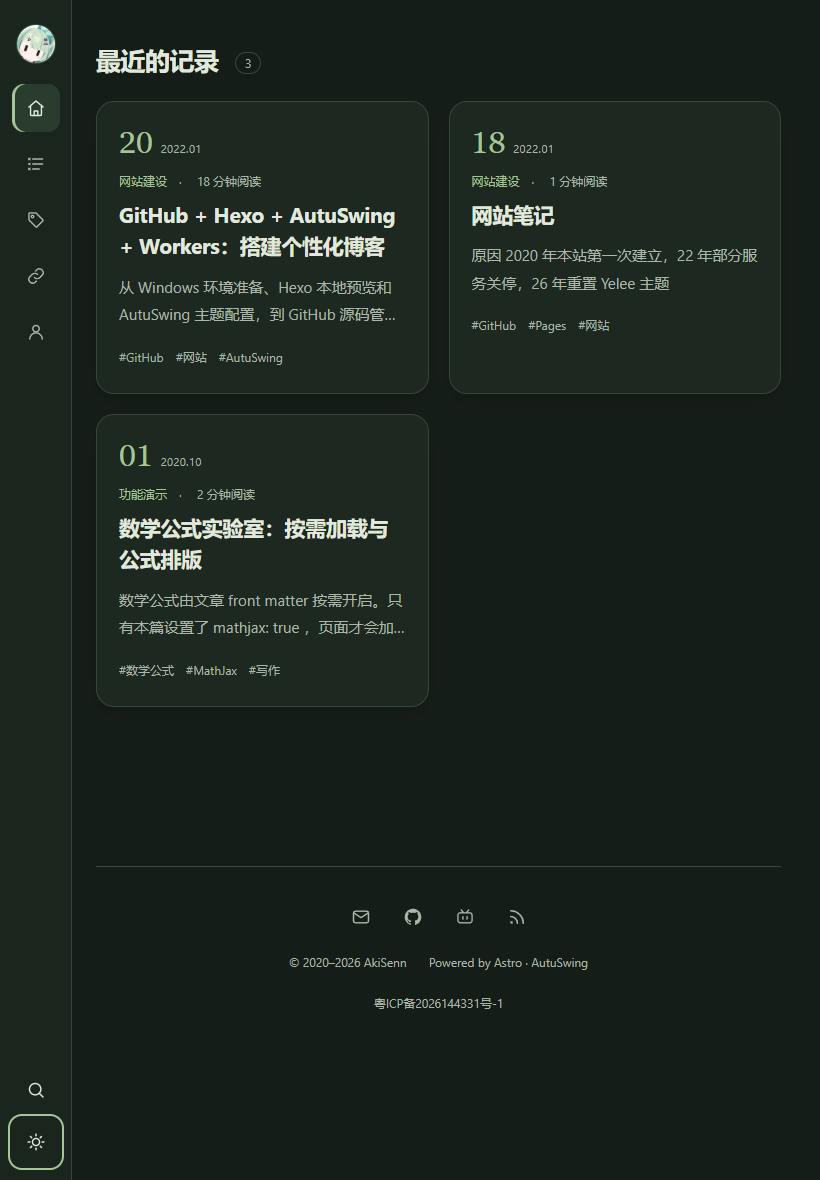 最近的记录 3
20 2022.01
网站建设 · 18 分钟阅读
GitHub + Hexo + AutuSwing
+ Workers：搭建个性化博客
从 Windows 环境准备、Hexo 本地预览和
AutuSwing 主题配置，到 GitHub 源码管...
#GitHub #网站 #AutuSwing
18 2022.01
网站建设 · 1 分钟阅读
网站笔记
原因 2020 年本站第一次建立，22 年部分服
务关停，26 年重置 Yelee 主题
#GitHub #Pages #网站
01 2020.10
功能演示 · 2 分钟阅读
数学公式实验室：按需加载与
公式排版
数学公式由文章 front matter 按需开启。只
有本篇设置了 mathjax: true ，页面才会加...
#数学公式 #MathJax #写作
© 2020–2026 AkiSenn Powered by Astro · AutuSwing
粤ICP备2026144331号-1